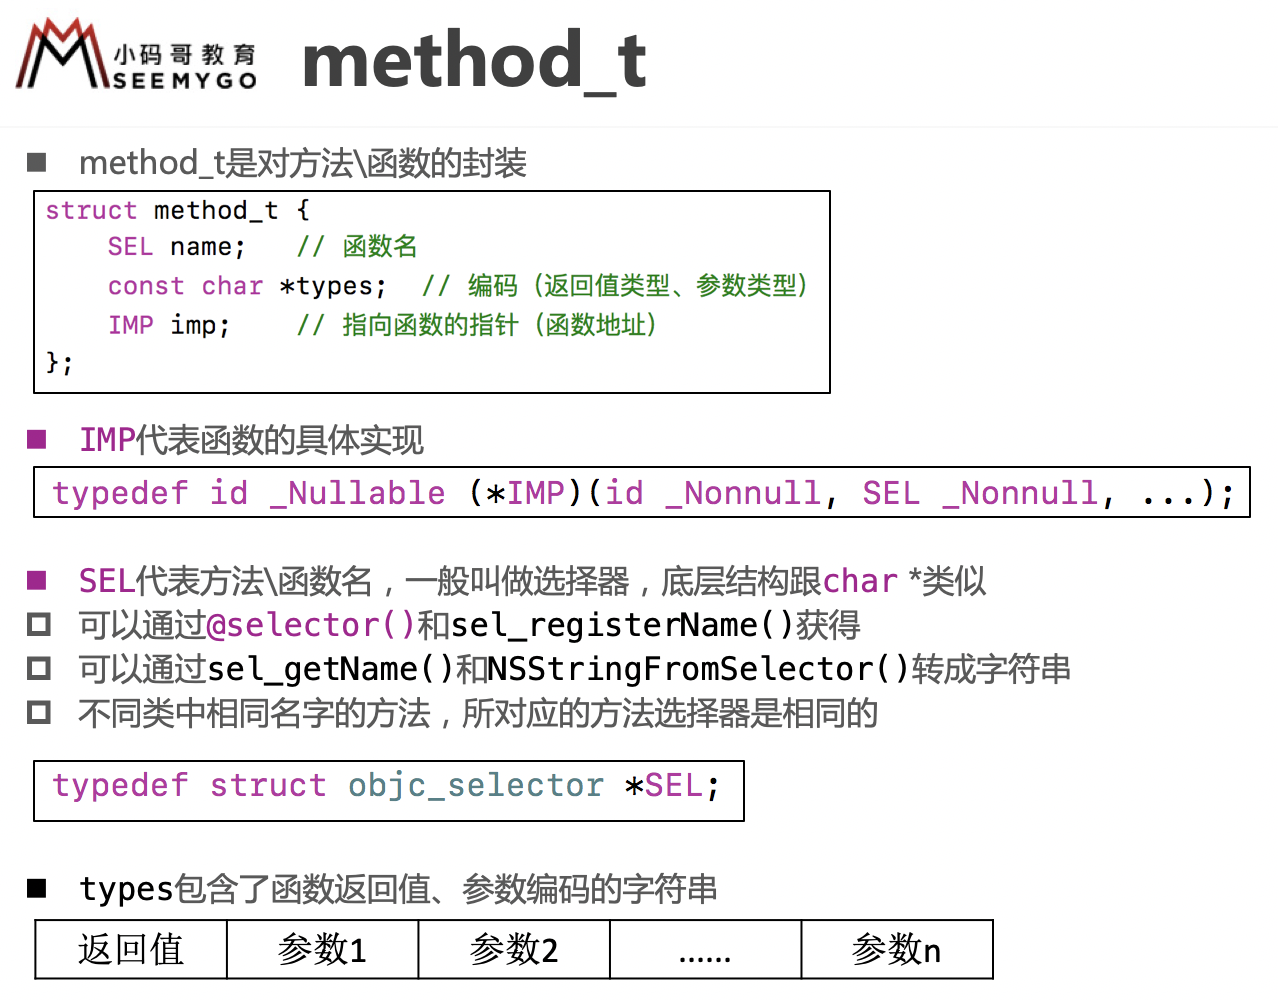 小码哥教育
SEEMYGO
method_t
method_t是对方法\函数的封装
struct method_t {
    SEL name;   // 函数名
    const char *types;  // 编码（返回值类型、参数类型）
    IMP imp;    // 指向函数的指针（函数地址）
};
IMP代表函数的具体实现
typedef id _Nullable (*IMP)(id _Nonnull, SEL _Nonnull, ...);
SEL代表方法\函数名，一般叫做选择器，底层结构跟char *类似
可以通过@selector()和sel_registerName()获得
可以通过sel_getName()和NSStringFromSelector()转成字符串
不同类中相同名字的方法，所对应的方法选择器是相同的
typedef struct objc_selector *SEL;
types包含了函数返回值、参数编码的字符串
返回值 参数1 参数2 ...... 参数n